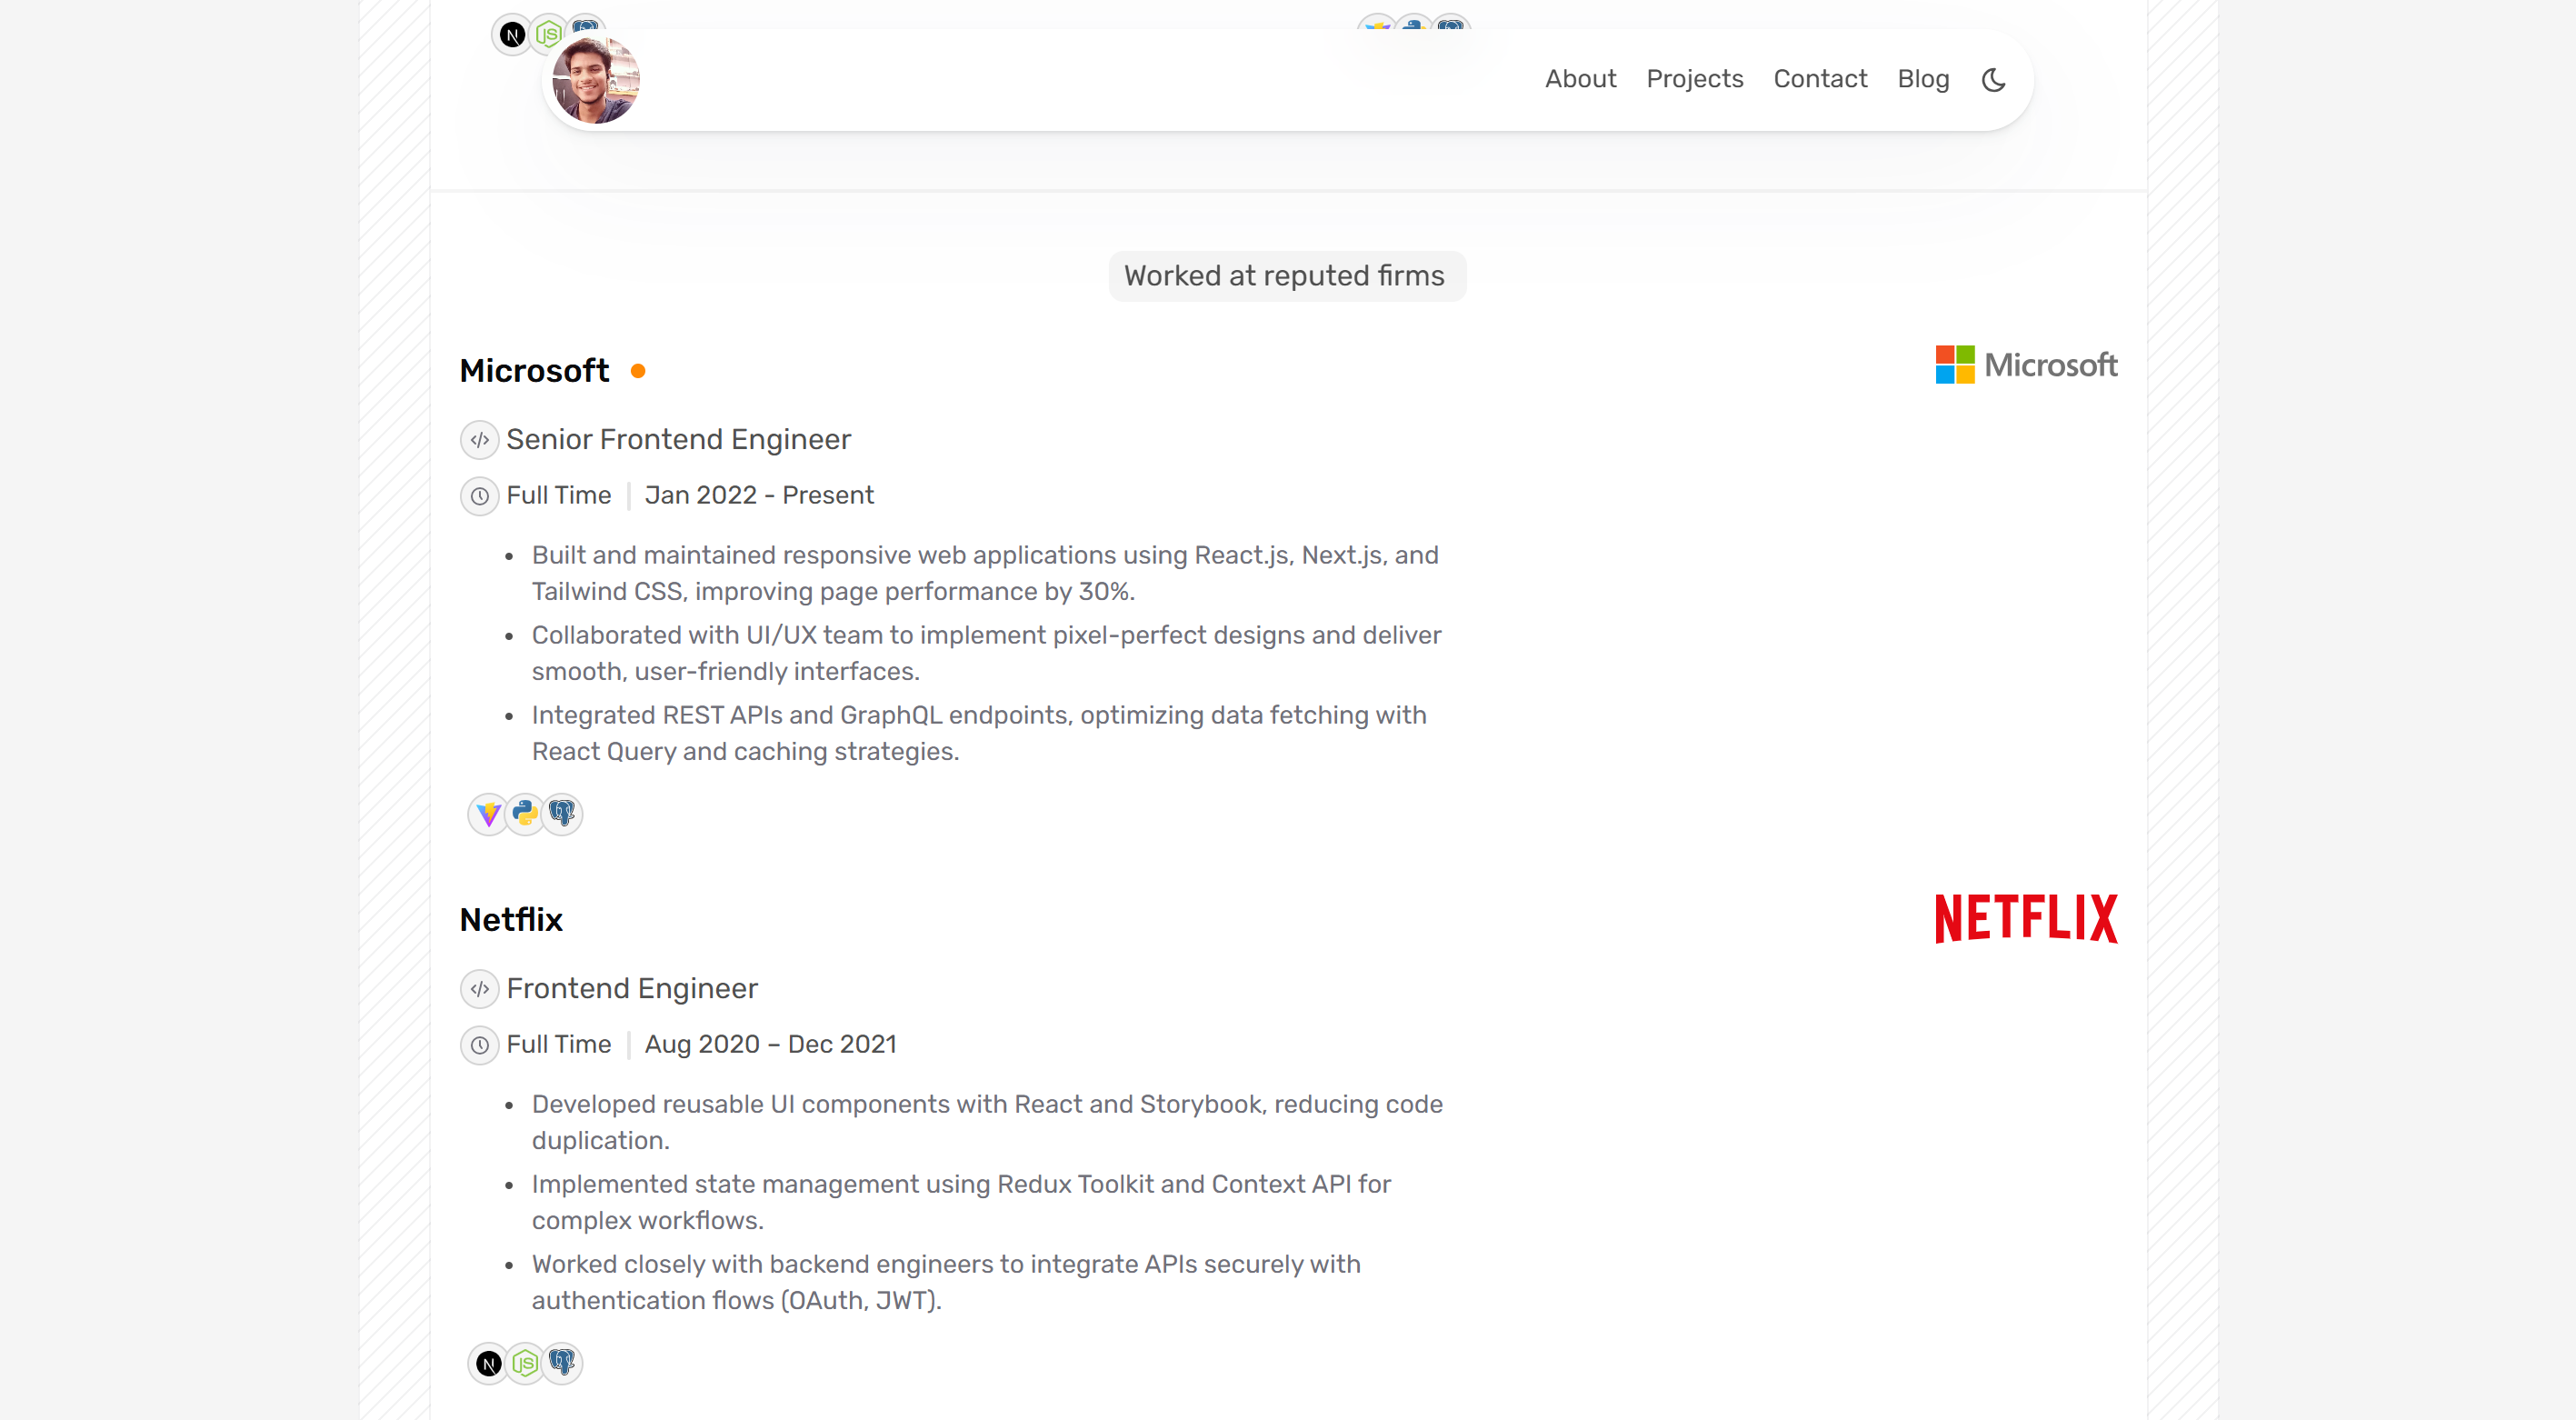 N JS
About Projects Contact Blog
Worked at reputed firms
Microsoft
Microsoft
Senior Frontend Engineer
Full Time | Jan 2022 - Present
• Built and maintained responsive web applications using React.js, Next.js, and
Tailwind CSS, improving page performance by 30%.
• Collaborated with UI/UX team to implement pixel-perfect designs and deliver
smooth, user-friendly interfaces.
• Integrated REST APIs and GraphQL endpoints, optimizing data fetching with
React Query and caching strategies.
Netflix
NETFLIX
Frontend Engineer
Full Time | Aug 2020 – Dec 2021
• Developed reusable UI components with React and Storybook, reducing code
duplication.
• Implemented state management using Redux Toolkit and Context API for
complex workflows.
• Worked closely with backend engineers to integrate APIs securely with
authentication flows (OAuth, JWT).
N JS